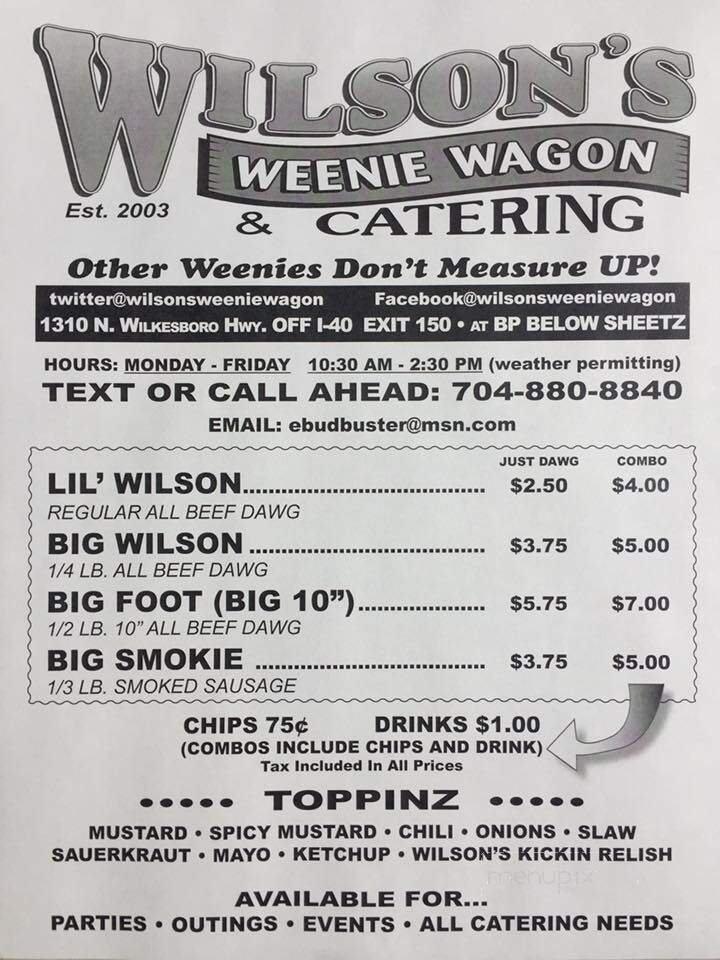 WILSON'S
WEENIE WAGON
Est. 2003
& CATERING
Other Weenies Don't Measure UP!
twitter@wilsonsweeniewagon Facebook@wilsonsweeniewagon
1310 N. WILKESBORO HWY. OFF I-40 EXIT 150 • AT BP BELOW SHEETZ
HOURS: MONDAY - FRIDAY 10:30 AM - 2:30 PM (weather permitting)
TEXT OR CALL AHEAD: 704-880-8840
EMAIL: ebudbuster@msn.com
JUST DAWG COMBO
LIL' WILSON................................ $2.50 $4.00
REGULAR ALL BEEF DAWG
BIG WILSON ............................... $3.75 $5.00
1/4 LB. ALL BEEF DAWG
BIG FOOT (BIG 10")................. $5.75 $7.00
1/2 LB. 10" ALL BEEF DAWG
BIG SMOKIE .............................. $3.75 $5.00
1/3 LB. SMOKED SAUSAGE
CHIPS 75¢ DRINKS $1.00
(COMBOS INCLUDE CHIPS AND DRINK)
Tax Included In All Prices
••••• TOPPINZ •••••
MUSTARD • SPICY MUSTARD • CHILI • ONIONS • SLAW
SAUERKRAUT • MAYO • KETCHUP • WILSON'S KICKIN RELISH
menupix
AVAILABLE FOR...
PARTIES • OUTINGS • EVENTS • ALL CATERING NEEDS